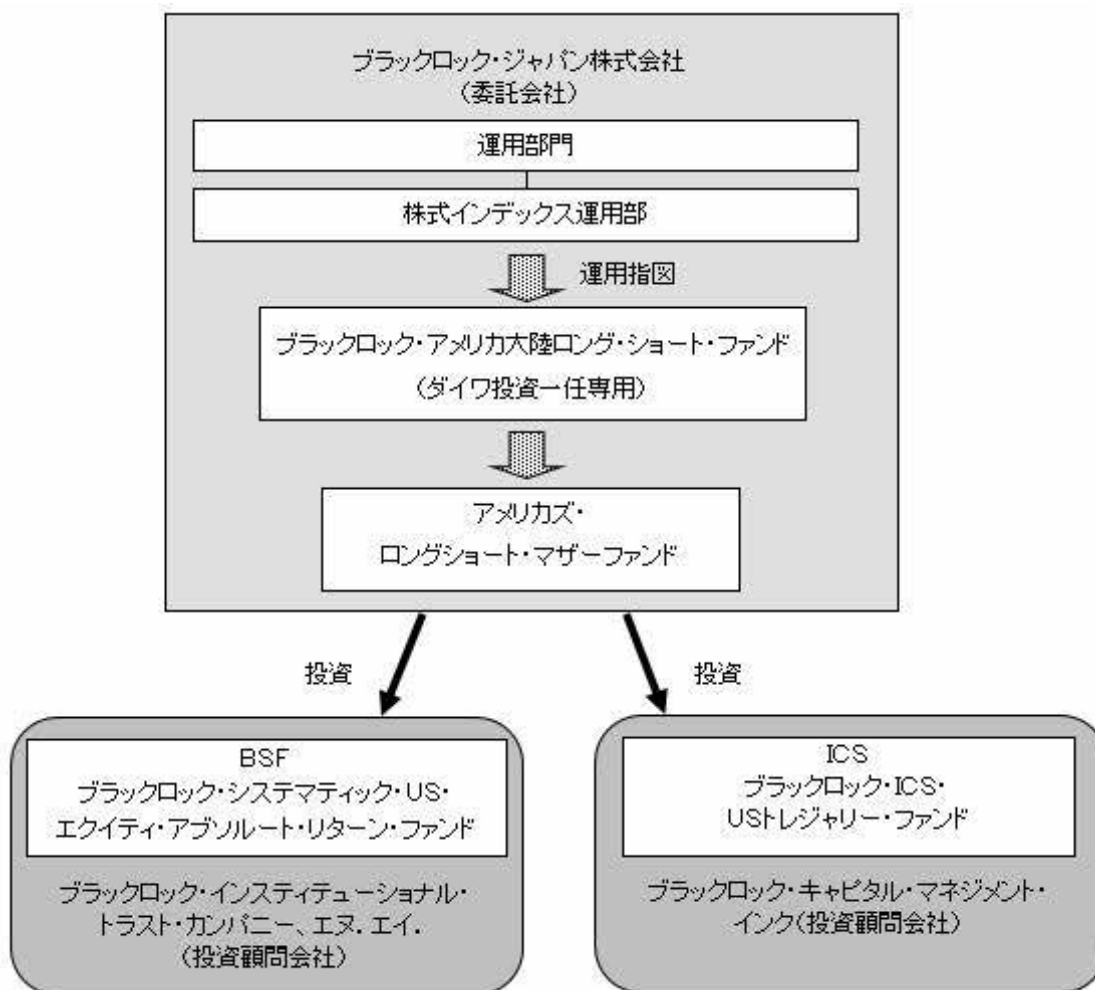 ブラックロック・ジャパン株式会社
（委託会社）
運用部門
株式インデックス運用部
運用指図
ブラックロック・アメリカ大陸ロング・ショート・ファンド
（ダイワ投資一任専用）
アメリカズ・
ロングショート・マザーファンド
投資
投資
BSF
ブラックロック・システマティック・US・
エクイティ・アブソルート・リターン・ファンド
ブラックロック・インスティテューショナル・
トラスト・カンパニー、エヌ．エイ．
（投資顧問会社）
ICS
ブラックロック・ICS・
USトレジャリー・ファンド
ブラックロック・キャピタル・マネジメント・
インク（投資顧問会社）